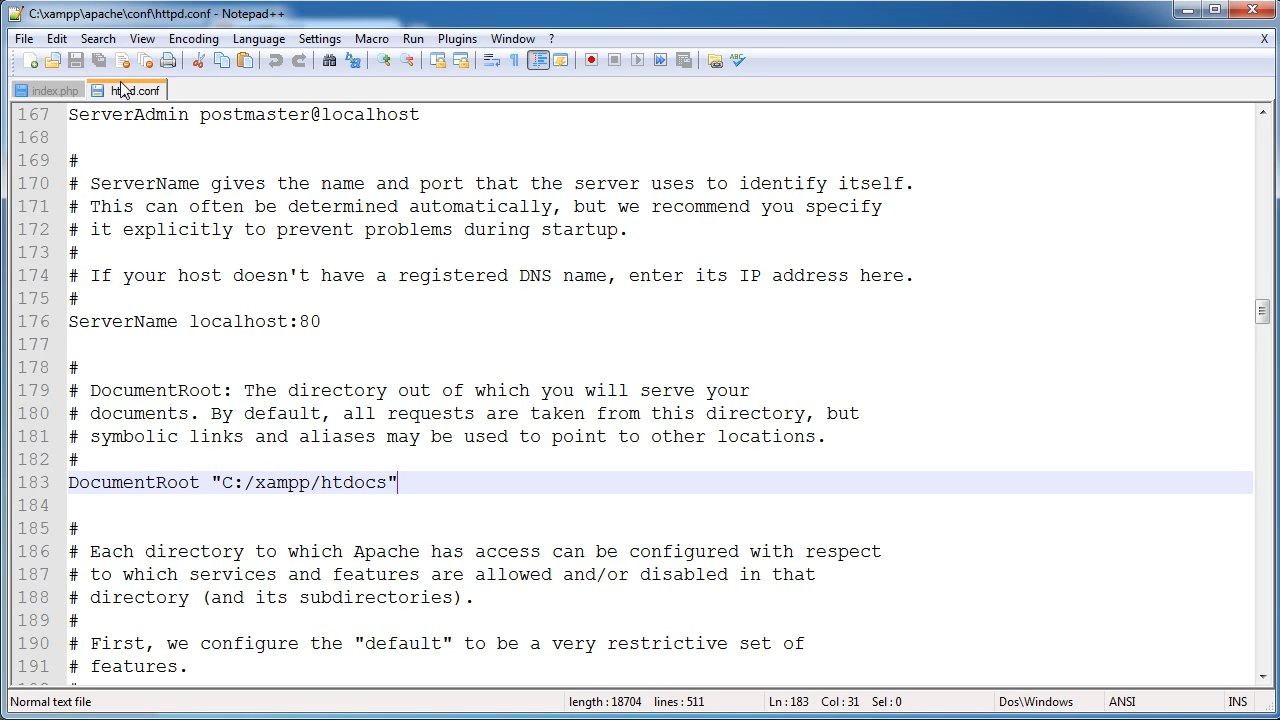 C:\xampp\apache\conf\httpd.conf - Notepad++
File Edit Search View Encoding Language Settings Macro Run Plugins Window ? X
index.php httpd.conf
167 ServerAdmin postmaster@localhost
168
169 #
170 # ServerName gives the name and port that the server uses to identify itself.
171 # This can often be determined automatically, but we recommend you specify
172 # it explicitly to prevent problems during startup.
173 #
174 # If your host doesn't have a registered DNS name, enter its IP address here.
175 #
176 ServerName localhost:80
177
178 #
179 # DocumentRoot: The directory out of which you will serve your
180 # documents. By default, all requests are taken from this directory, but
181 # symbolic links and aliases may be used to point to other locations.
182 #
183 DocumentRoot "C:/xampp/htdocs"
184
185 #
186 # Each directory to which Apache has access can be configured with respect
187 # to which services and features are allowed and/or disabled in that
188 # directory (and its subdirectories).
189 #
190 # First, we configure the "default" to be a very restrictive set of
191 # features.
Normal text file length : 18704 lines : 511 Ln : 183 Col : 31 Sel : 0 Dos\Windows ANSI INS